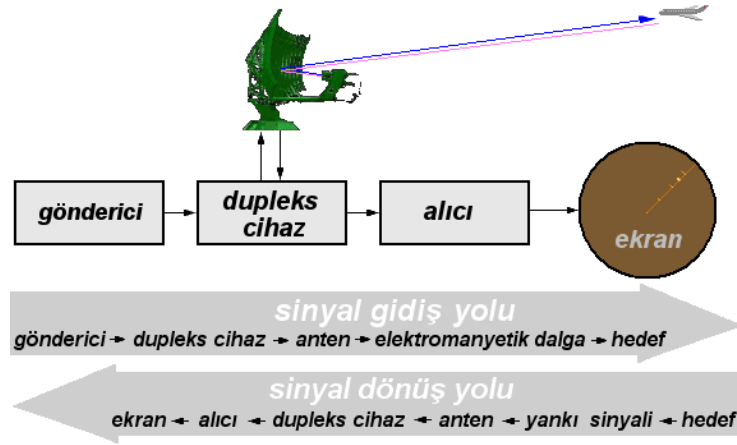 gönderici
dupleks
cihaz
alıcı
ekran
sinyal gidiş yolu
gönderici → dupleks cihaz → anten → elektromanyetik dalga → hedef
sinyal dönüş yolu
ekran ← alıcı ← dupleks cihaz ← anten ← yankı sinyali ← hedef